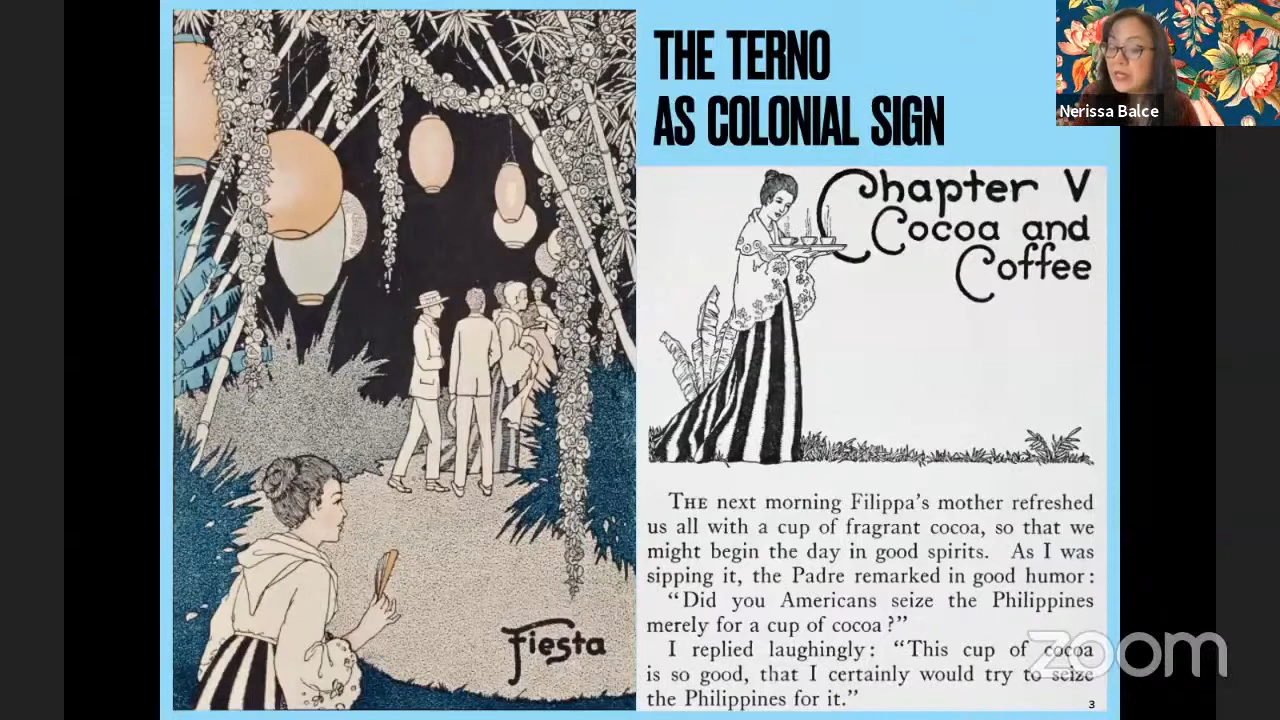 THE TERNO
AS COLONIAL SIGN
Nerissa Balce
Chapter V
Cocoa and
Coffee
Fiesta
THE next morning Filippa's mother refreshed
us all with a cup of fragrant cocoa, so that we
might begin the day in good spirits. As I was
sipping it, the Padre remarked in good humor:
"Did you Americans seize the Philippines
merely for a cup of cocoa?"
I replied laughingly: "This cup of cocoa
is so good, that I certainly would try to seize
the Philippines for it."
zoom
3